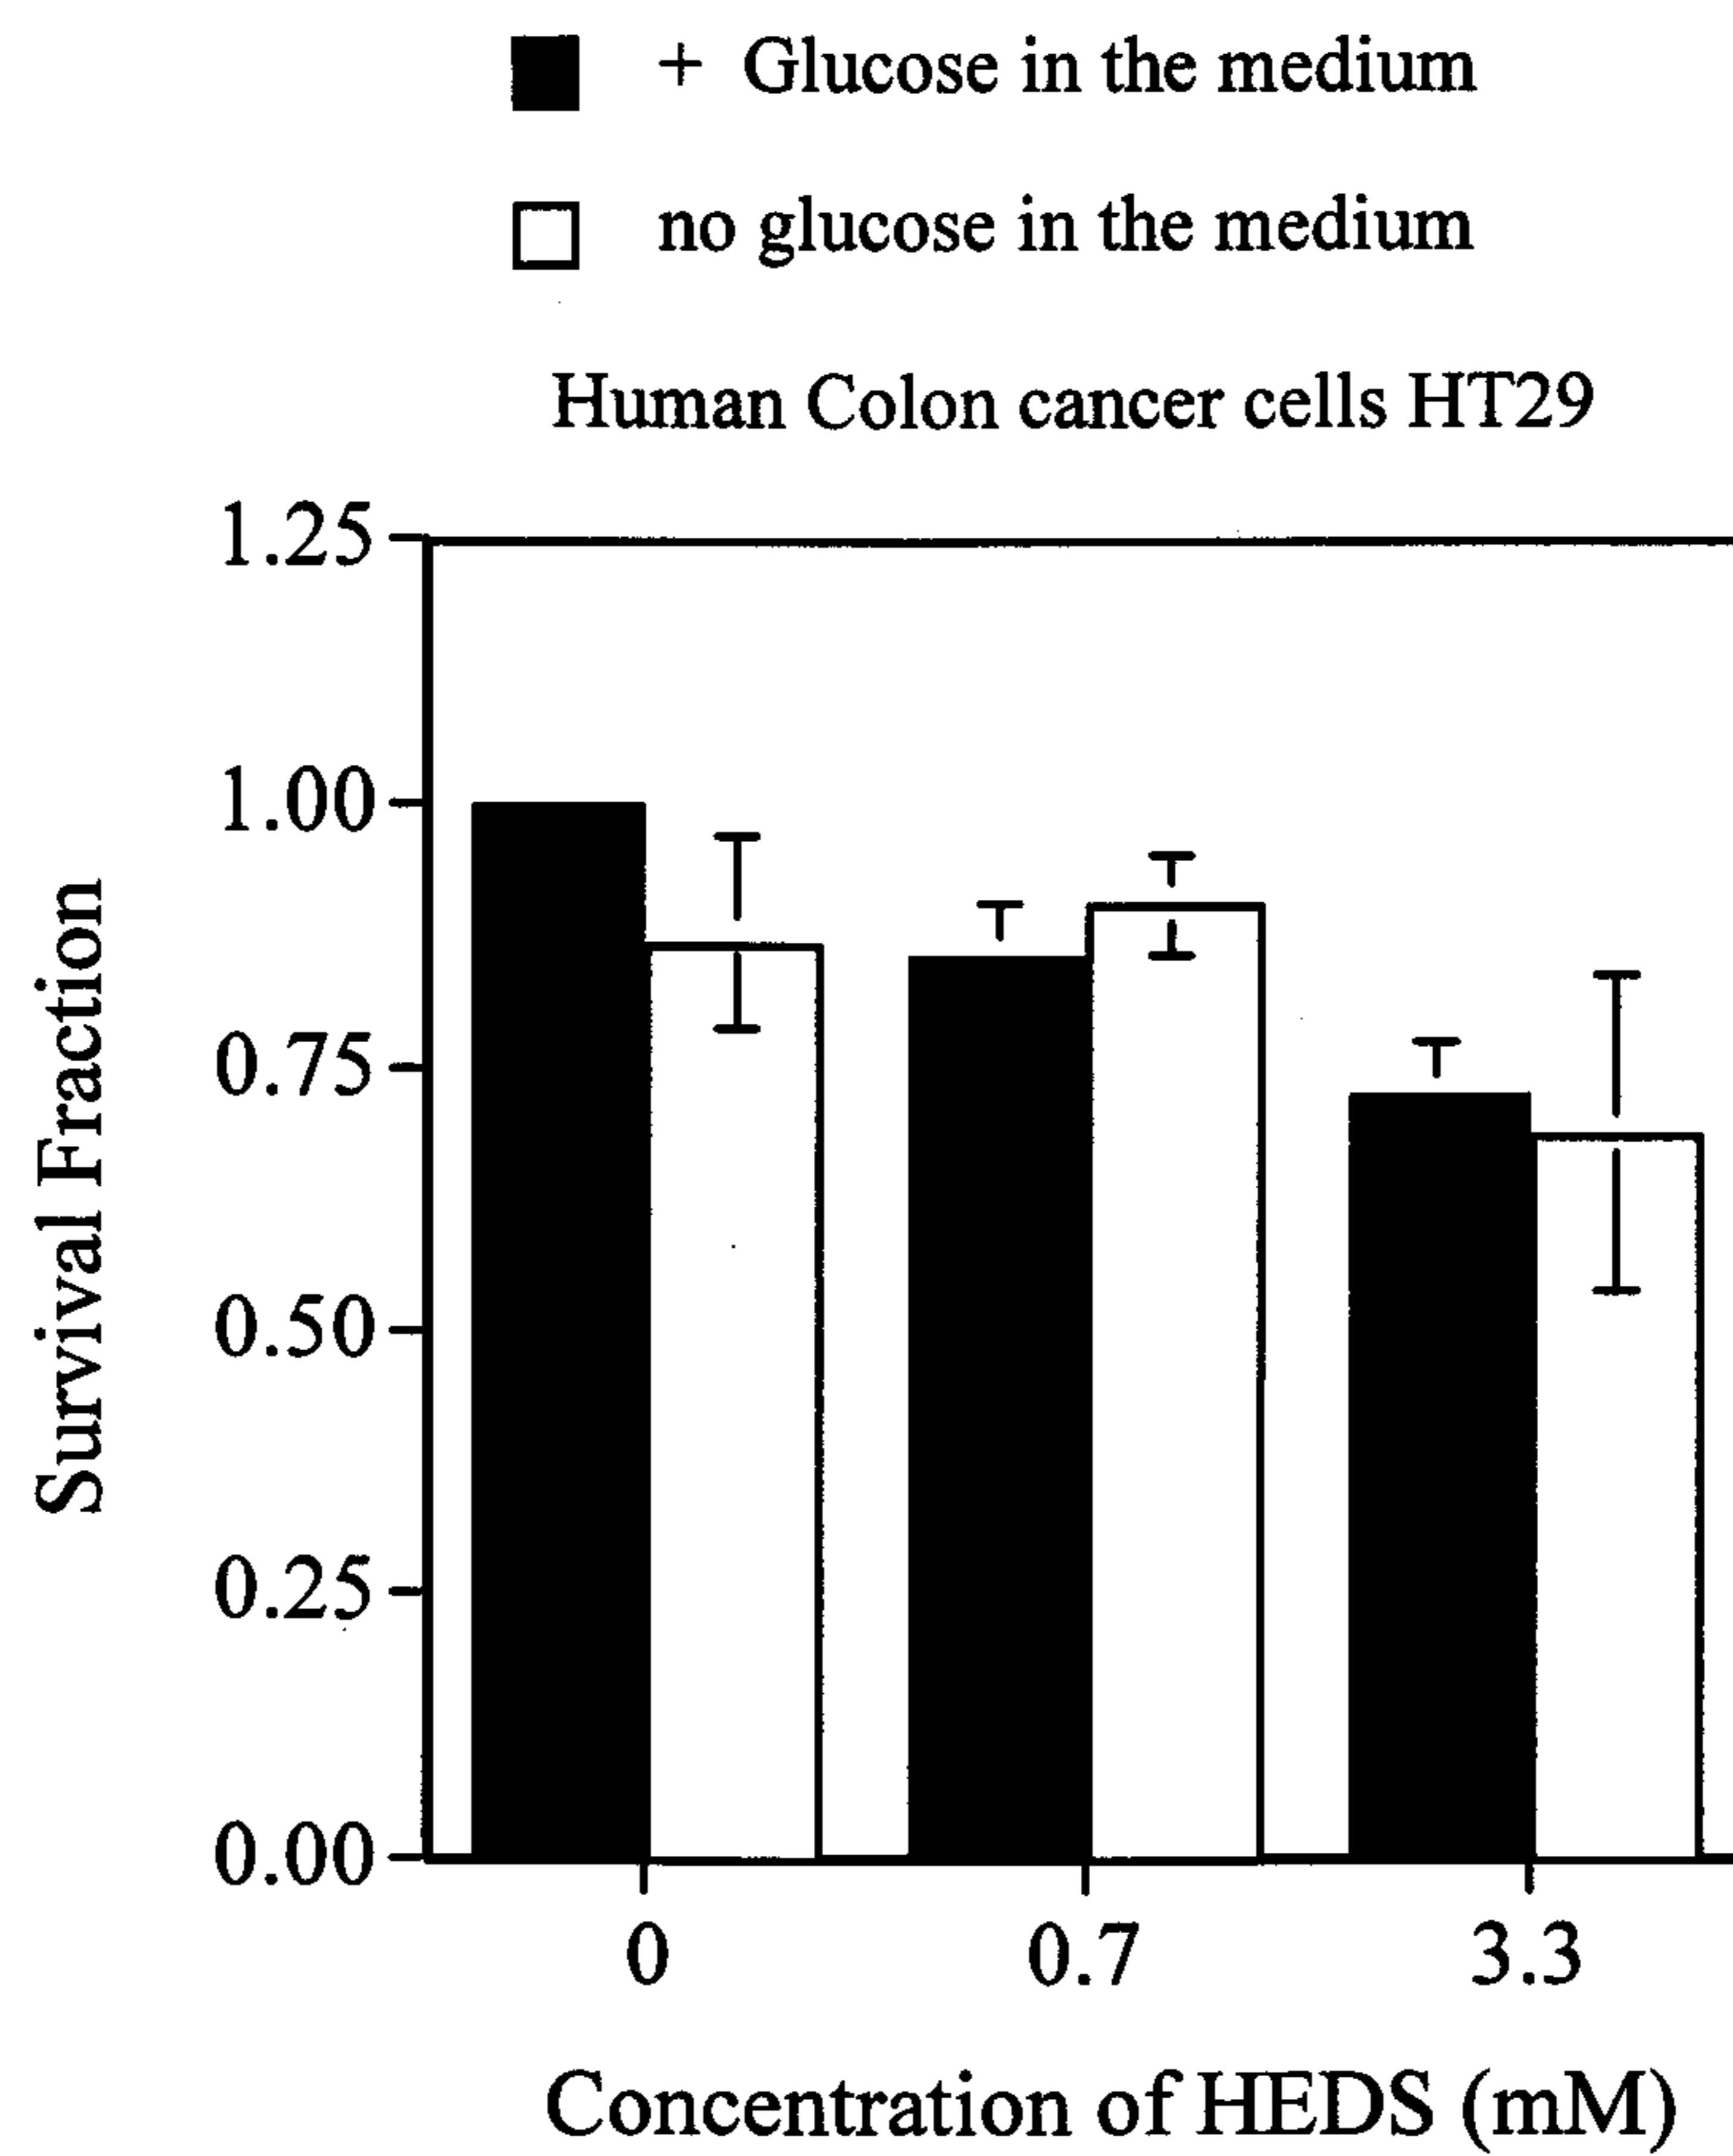 + Glucose in the medium
no glucose in the medium
Human Colon cancer cells HT29
1.25
1.00
0.75
0.50
0.25
0.00
Survival Fraction
0 0.7 3.3
Concentration of HEDS (mM)